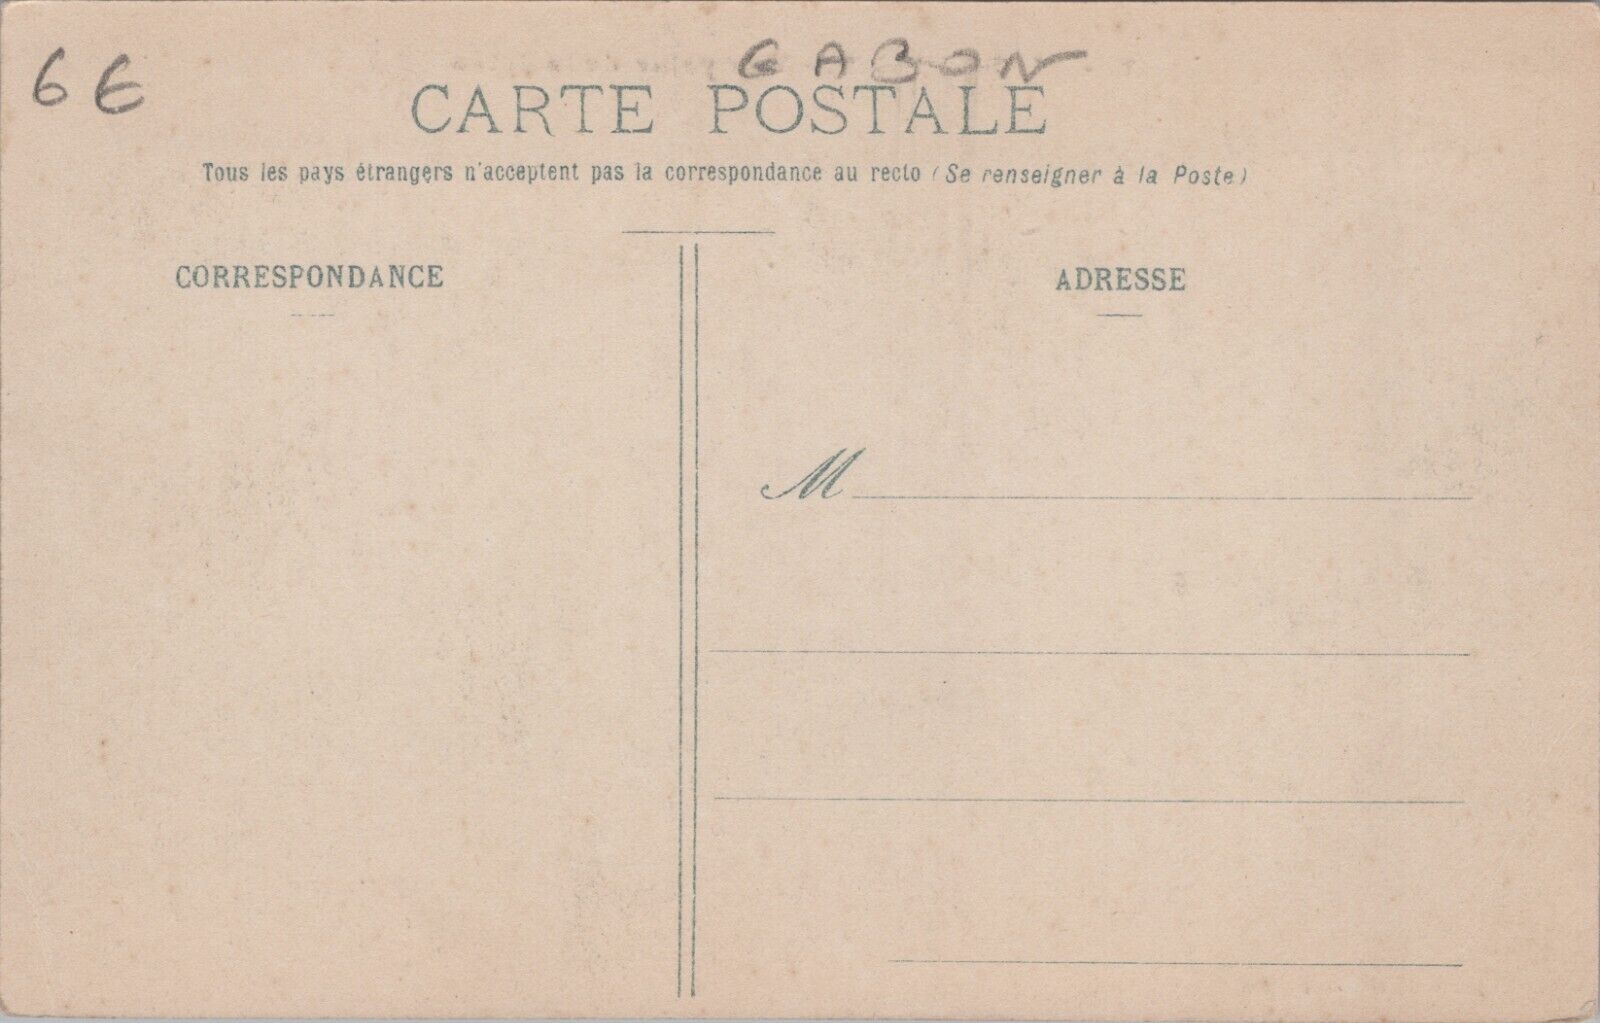 6 €
GABON
CARTE POSTALE
Tous les pays étrangers n'acceptent pas la correspondance au recto (Se renseigner à la Poste)
CORRESPONDANCE
ADRESSE
M